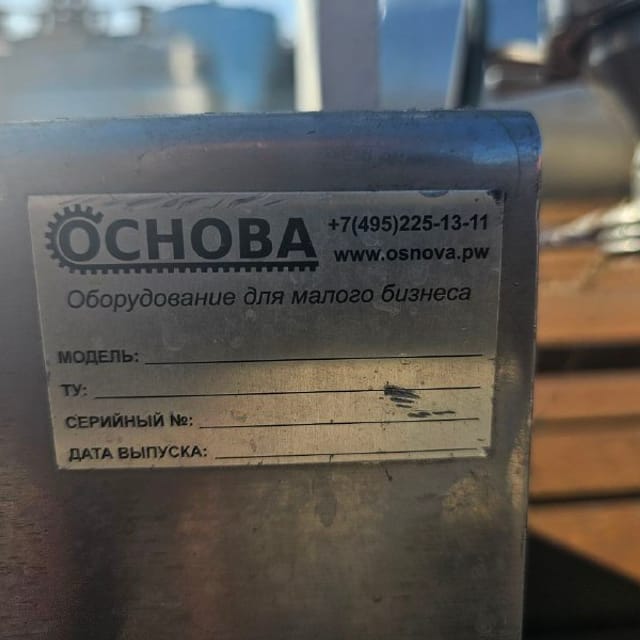 ОСНОВА
+7(495)225-13-11
www.osnova.pw
Оборудование для малого бизнеса
МОДЕЛЬ:
ТУ:
СЕРИЙНЫЙ №:
ДАТА ВЫПУСКА: